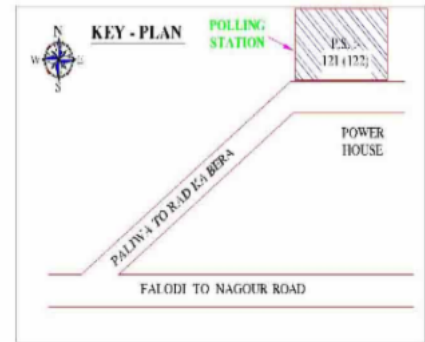 N
KEY - PLAN
W E
S
POLLING
STATION
P.S.-
121 (122)
POWER
HOUSE
PALIWA TO RAD KA BERA
FALODI TO NAGOUR ROAD